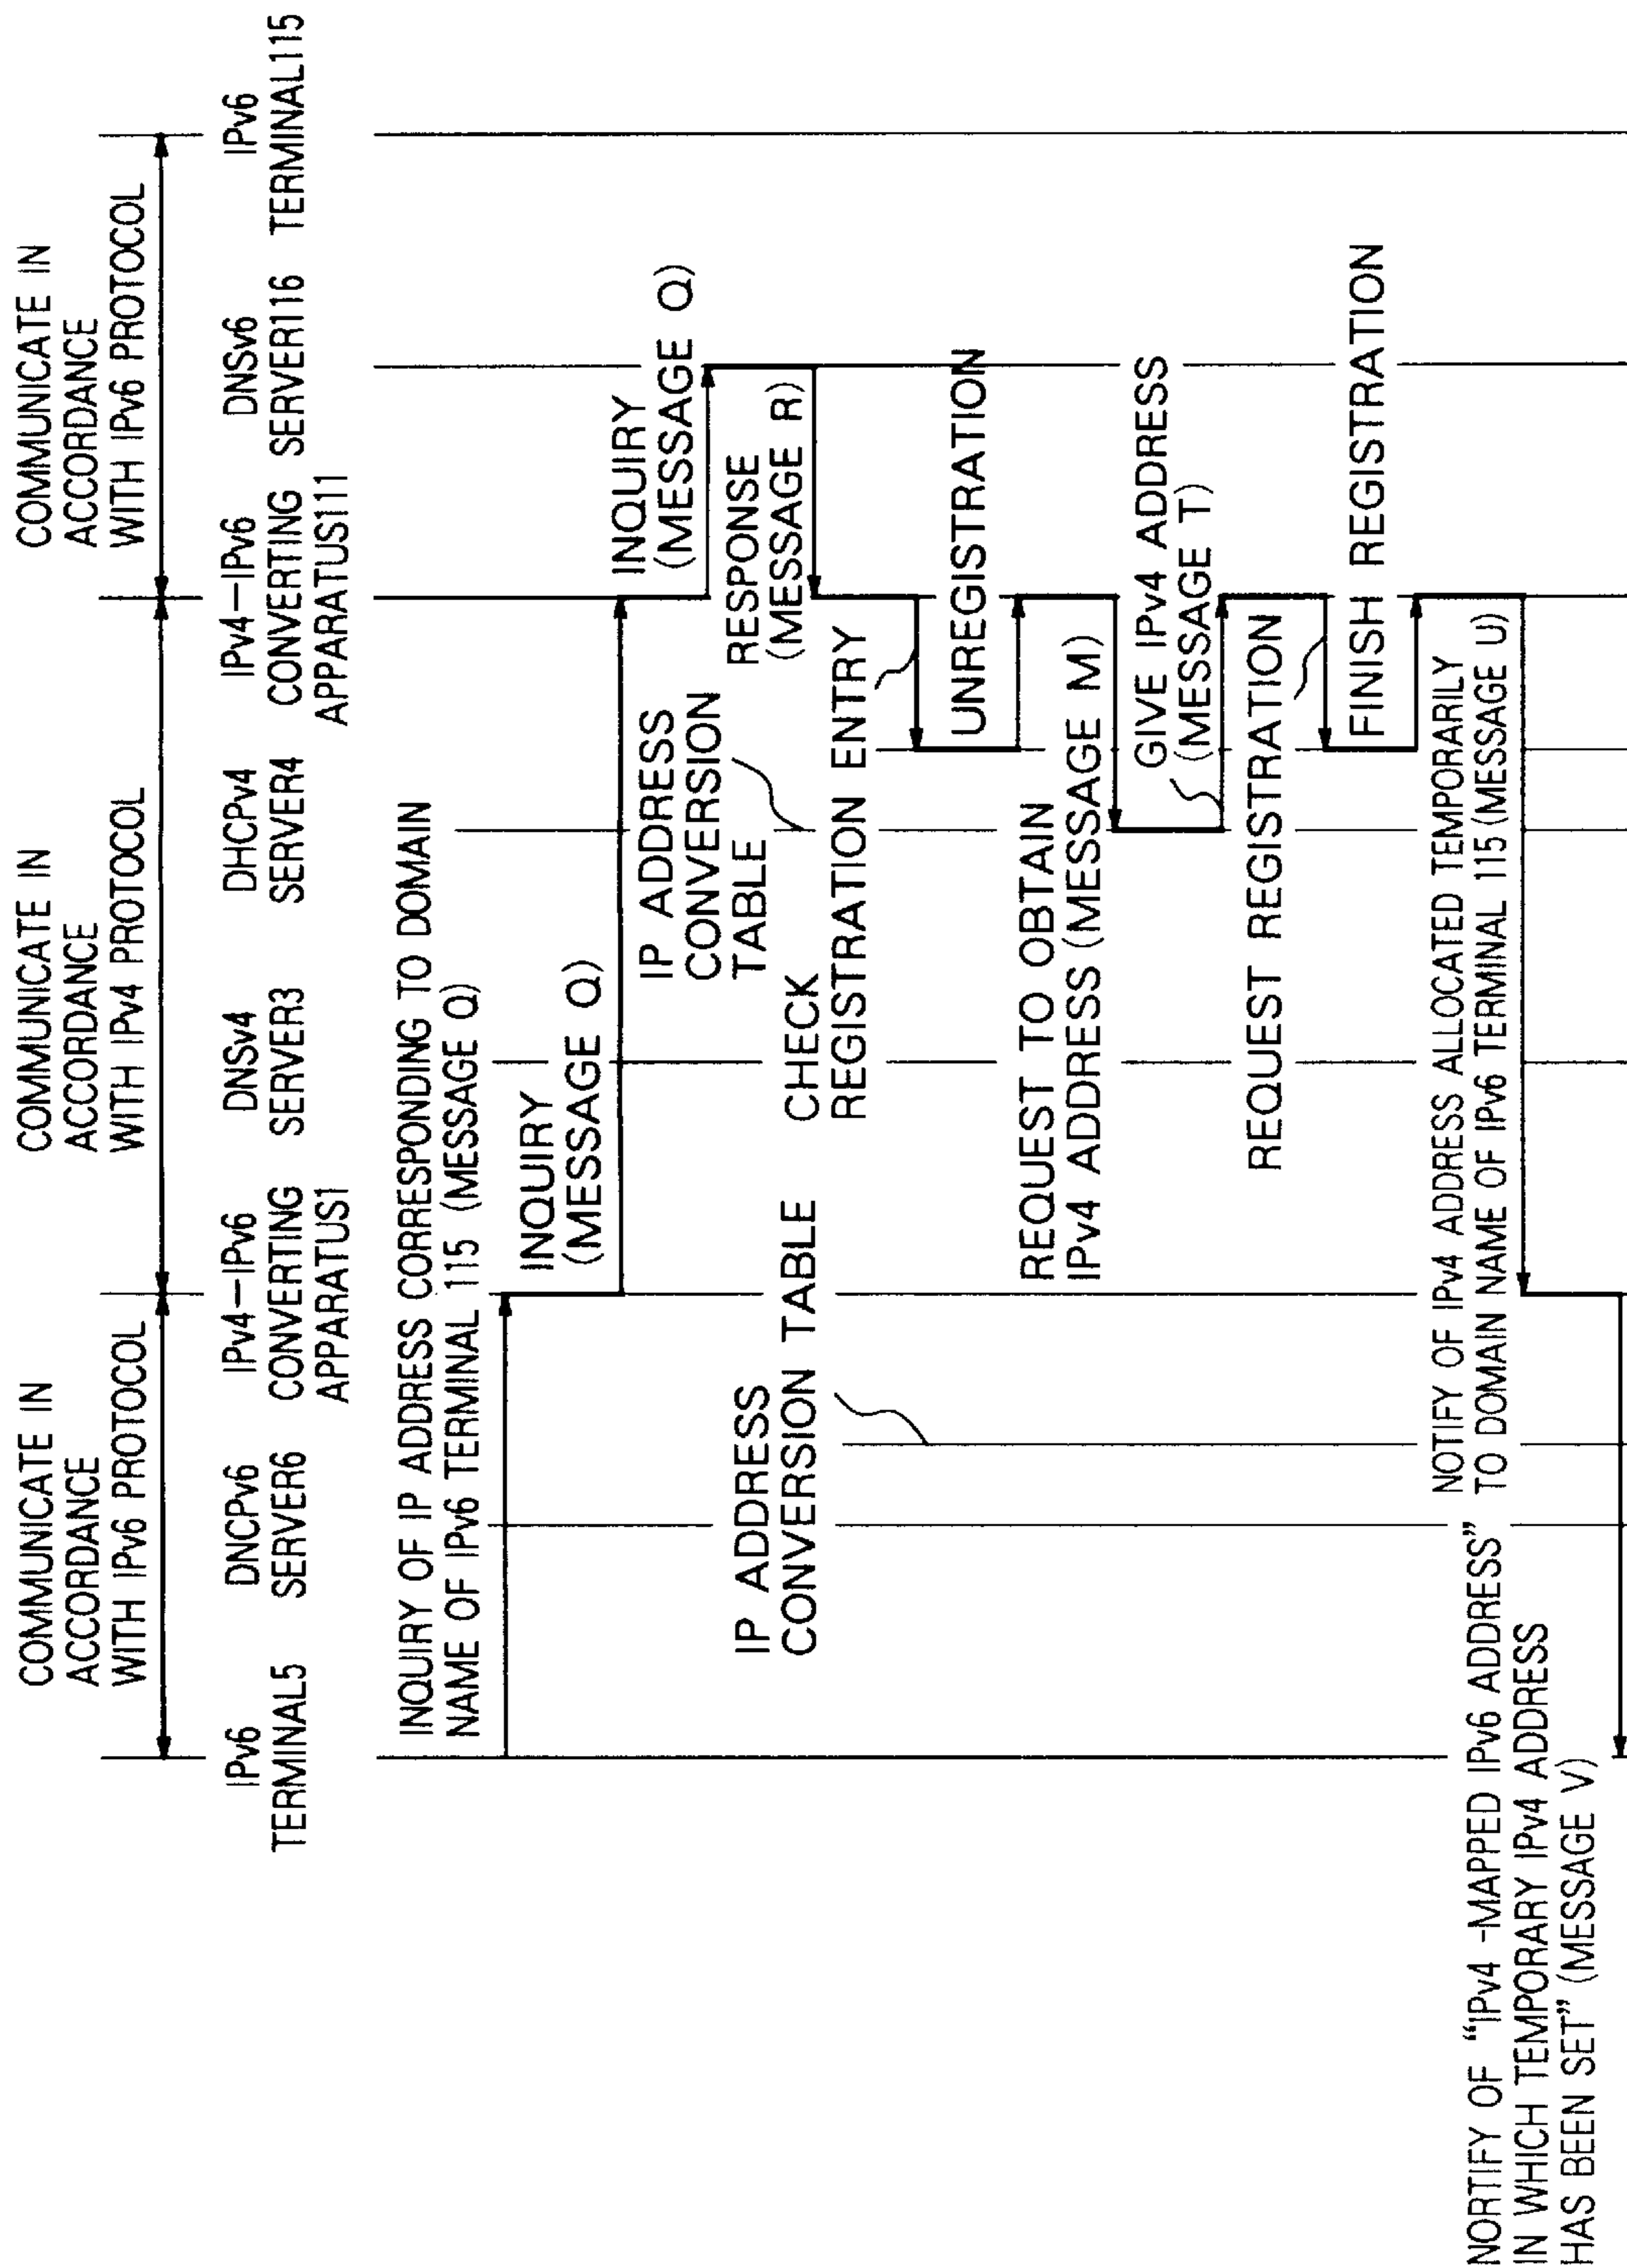 COMMUNICATE IN
ACCORDANCE
WITH IPv6 PROTOCOL
COMMUNICATE IN
ACCORDANCE
WITH IPv4 PROTOCOL
COMMUNICATE IN
ACCORDANCE
WITH IPv6 PROTOCOL
IPv6
TERMINAL5
DNCPv6
SERVER6
IPv4-IPv6
CONVERTING
APPARATUS1
DNSv4
SERVER3
DHCPv4
SERVER4
IPv4-IPv6
CONVERTING
APPARATUS111
DNSv6
SERVER116
IPv6
TERMINAL115
INQUIRY OF IP ADDRESS CORRESPONDING TO DOMAIN
NAME OF IPv6 TERMINAL 115 (MESSAGE Q)
INQUIRY
(MESSAGE Q)
INQUIRY
(MESSAGE Q)
IP ADDRESS
CONVERSION
TABLE
RESPONSE
(MESSAGE R)
IP ADDRESS
CONVERSION TABLE
CHECK
REGISTRATION ENTRY
UNREGISTRATION
REQUEST TO OBTAIN
IPv4 ADDRESS (MESSAGE M)
GIVE IPv4 ADDRESS
(MESSAGE T)
REQUEST REGISTRATION
FINISH REGISTRATION
NOTIFY OF IPv4 ADDRESS ALLOCATED TEMPORARILY
TO DOMAIN NAME OF IPv6 TERMINAL 115 (MESSAGE U)
NORTIFY OF “IPv4 -MAPPED IPv6 ADDRESS”
IN WHICH TEMPORARY IPv4 ADDRESS
HAS BEEN SET” (MESSAGE V)